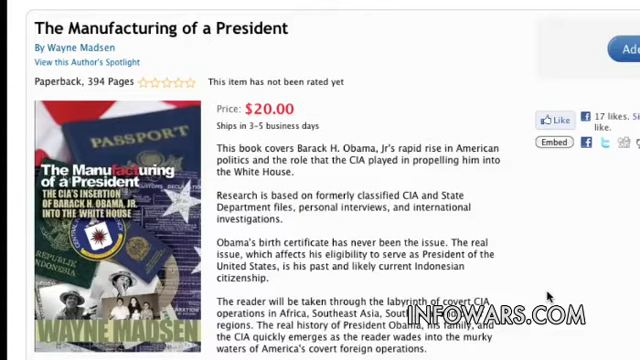 The Manufacturing of a President
By Wayne Madsen
View this Author's Spotlight
Paperback, 394 Pages
This item has not been rated yet
Add
Like
17 likes.
like.
Embed
Price: $20.00
Ships in 3-5 business days
This book covers Barack H. Obama, Jr's rapid rise in American
politics and the role that the CIA played in propelling him into
the White House.
Research is based on formerly classified CIA and State
Department files, personal interviews, and international
investigations.
Obama's birth certificate has never been the issue. The real
issue, which affects his eligibility to serve as President of the
United States, is his past and likely current Indonesian
citizenship.
The reader will be taken through the labyrinth of covert CIA
operations in Africa, Southeast Asia,
regions. The real history of President Obama, his family, and
the CIA quickly emerges as the reader wades into the murky
waters of America's covert foreign operations.
PASSPORT
The Manufacturing
of a President
THE CIA'S INSERTION
OF BARACK H. OBAMA, JR.
INTO THE WHITE HOUSE
REPUBLIK
INDONESIA
WAYNE MADSEN
INFOWARS.COM